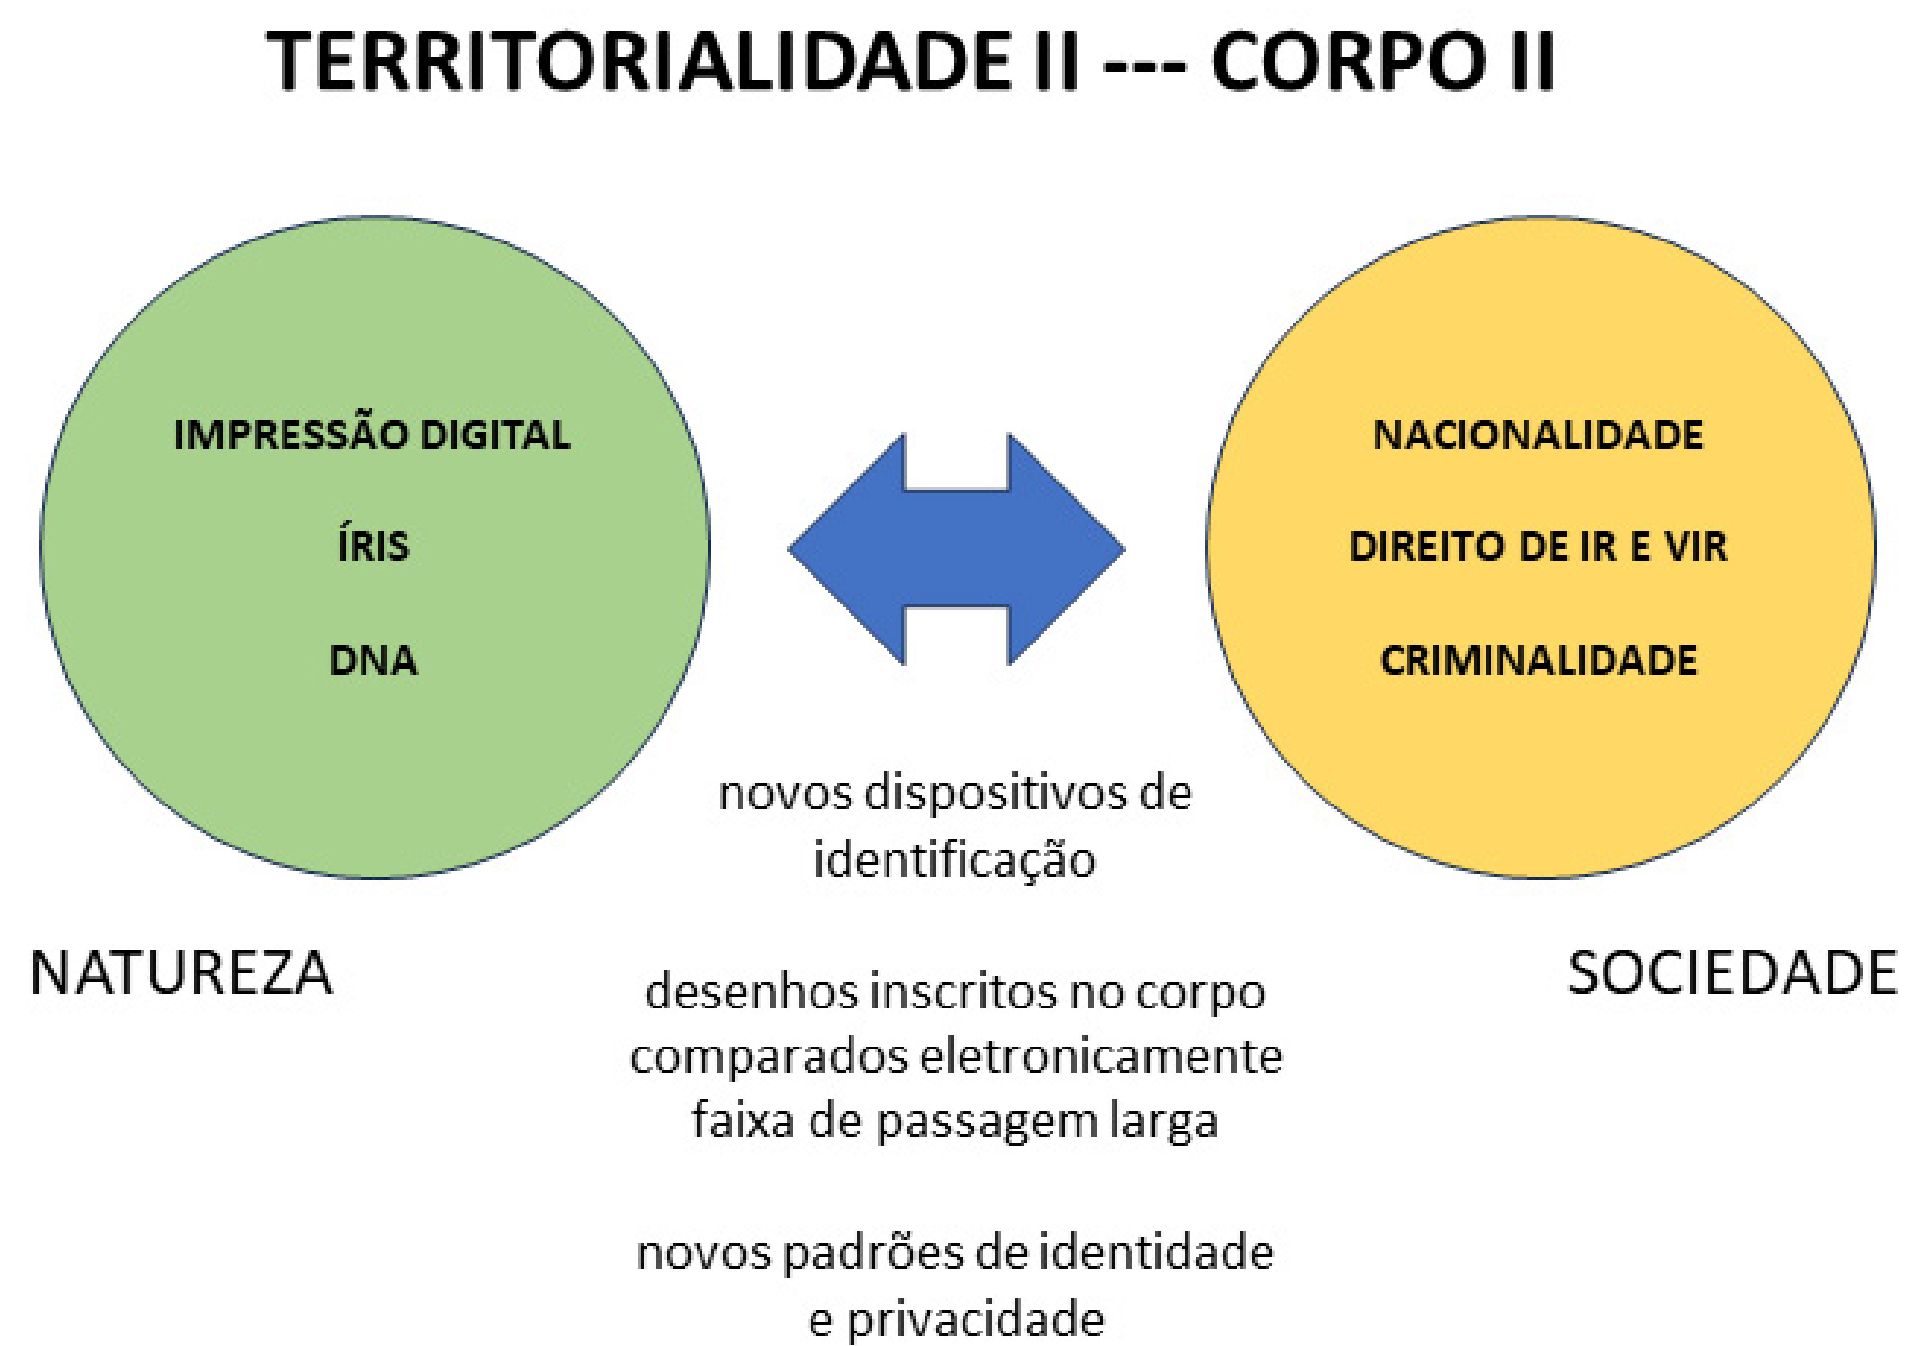 TERRITORIALIDADE II --- CORPO II
IMPRESSÃO DIGITAL
ÍRIS
DNA
NACIONALIDADE
DIREITO DE IR E VIR
CRIMINALIDADE
novos dispositivos de
identificação
NATUREZA
SOCIEDADE
desenhos inscritos no corpo
comparados eletronicamente
faixa de passagem larga
novos padrões de identidade
e privacidade